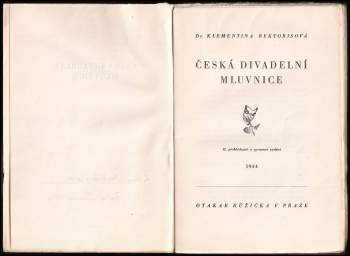 Dr. KLEMENTINA REKTORISOVÁ
ČESKÁ DIVADELNÍ
MLUVNICE
II. přehlédnuté a opravené vydání
1944
OTAKAR RŮŽIČKA V PRAZE